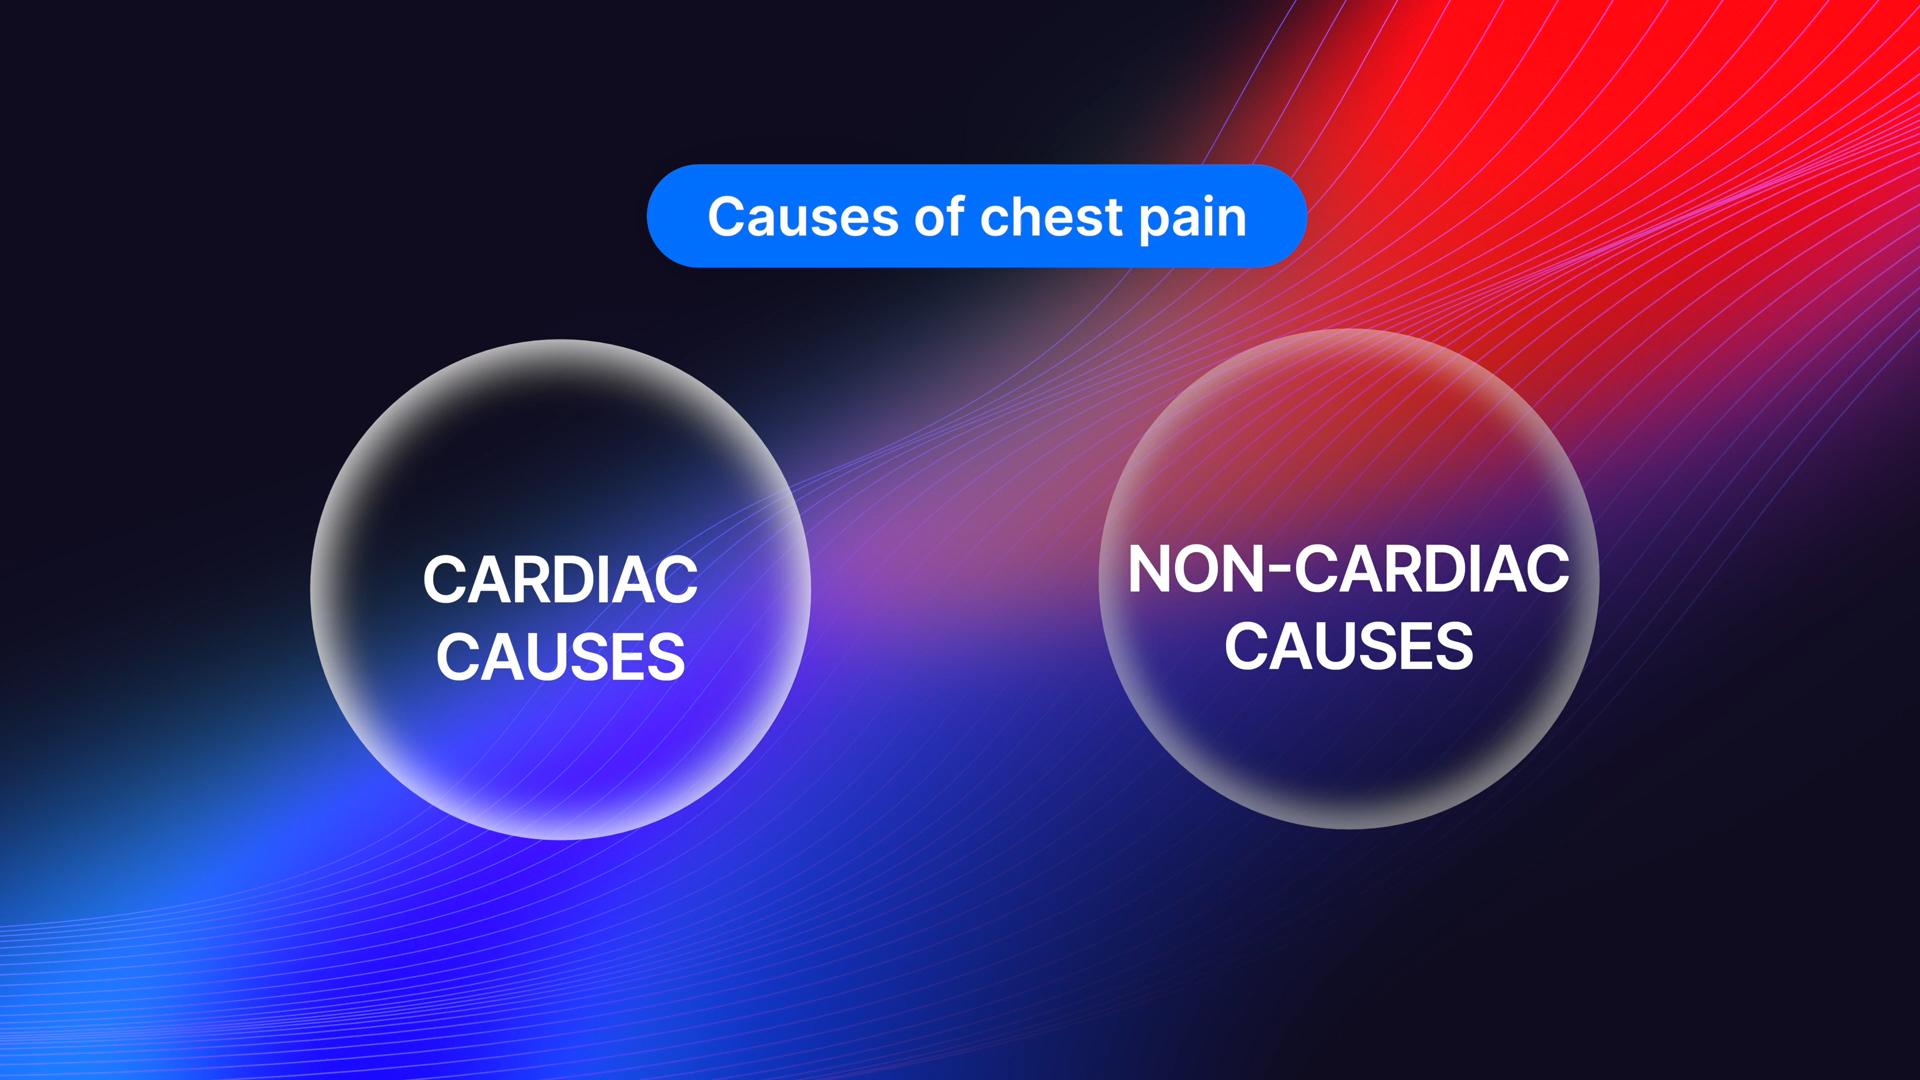 Causes of chest pain
CARDIAC
CAUSES
NON-CARDIAC
CAUSES